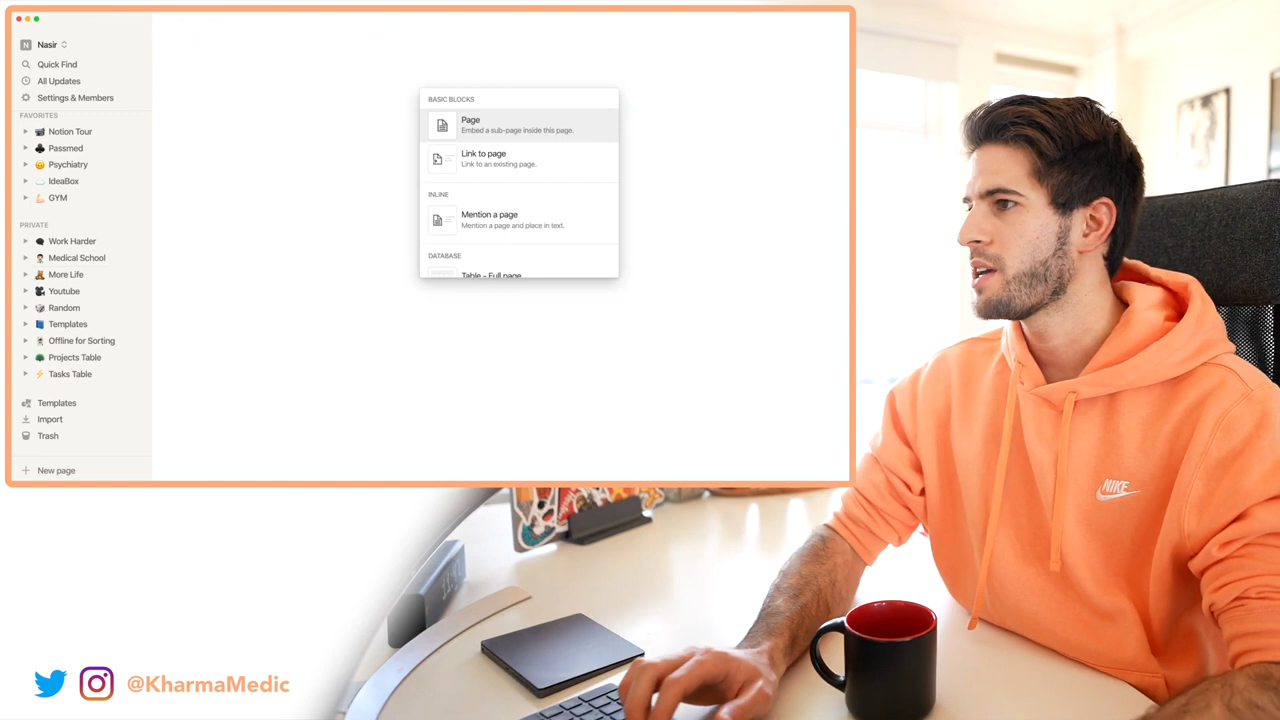 Nasir
Quick Find
All Updates
Settings & Members
FAVORITES
Notion Tour
Passmed
Psychiatry
IdeaBox
GYM
PRIVATE
Work Harder
Medical School
More Life
Youtube
Random
Templates
Offline for Sorting
Projects Table
Tasks Table
Templates
Import
Trash
New page
BASIC BLOCKS
Page
Embed a sub-page inside this page.
Link to page
Link to an existing page.
INLINE
Mention a page
Mention a page and place in text.
DATABASE
Table - Full page
NIKE
@KharmaMedic